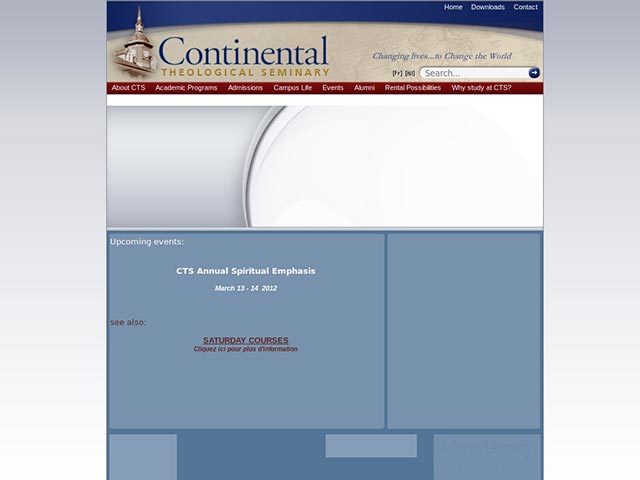 Home Downloads Contact
Continental
THEOLOGICAL SEMINARY
Changing lives...to Change the World
[Fr] [Nl] Search...
About CTS Academic Programs Admissions Campus Life Events Alumni Rental Possibilities Why study at CTS?
Upcoming events:
CTS Annual Spiritual Emphasis
March 13 - 14 2012
see also:
SATURDAY COURSES
Cliquez ici pour plus d'information